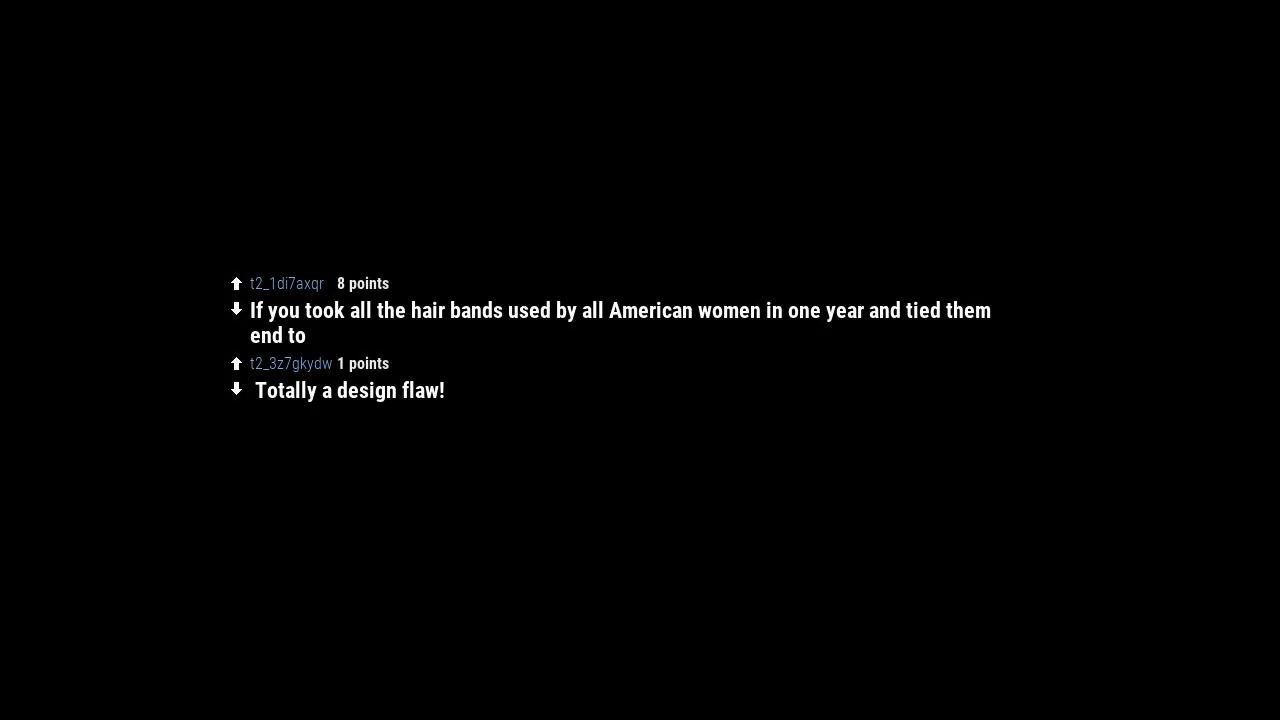 t2_1di7axqr 8 points
If you took all the hair bands used by all American women in one year and tied them
end to
t2_3z7gkydw 1 points
Totally a design flaw!